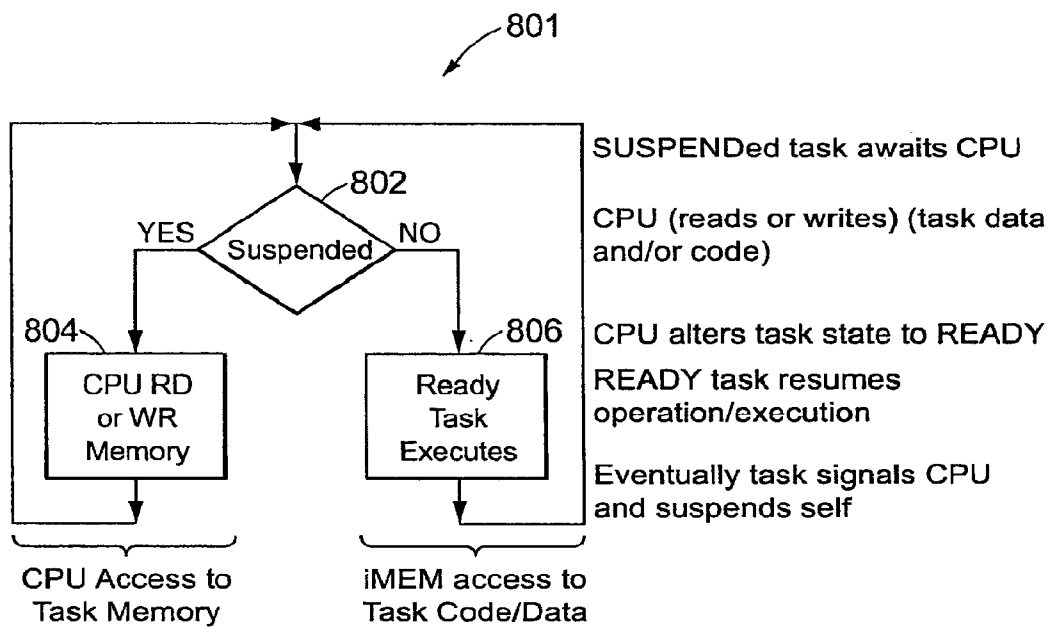 801
802
YES
Suspended
NO
804
CPU RD
or WR
Memory
806
Ready
Task
Executes
CPU Access to
Task Memory
iMEM access to
Task Code/Data
SUSPENDed task awaits CPU
CPU (reads or writes) (task data
and/or code)
CPU alters task state to READY
READY task resumes
operation/execution
Eventually task signals CPU
and suspends self